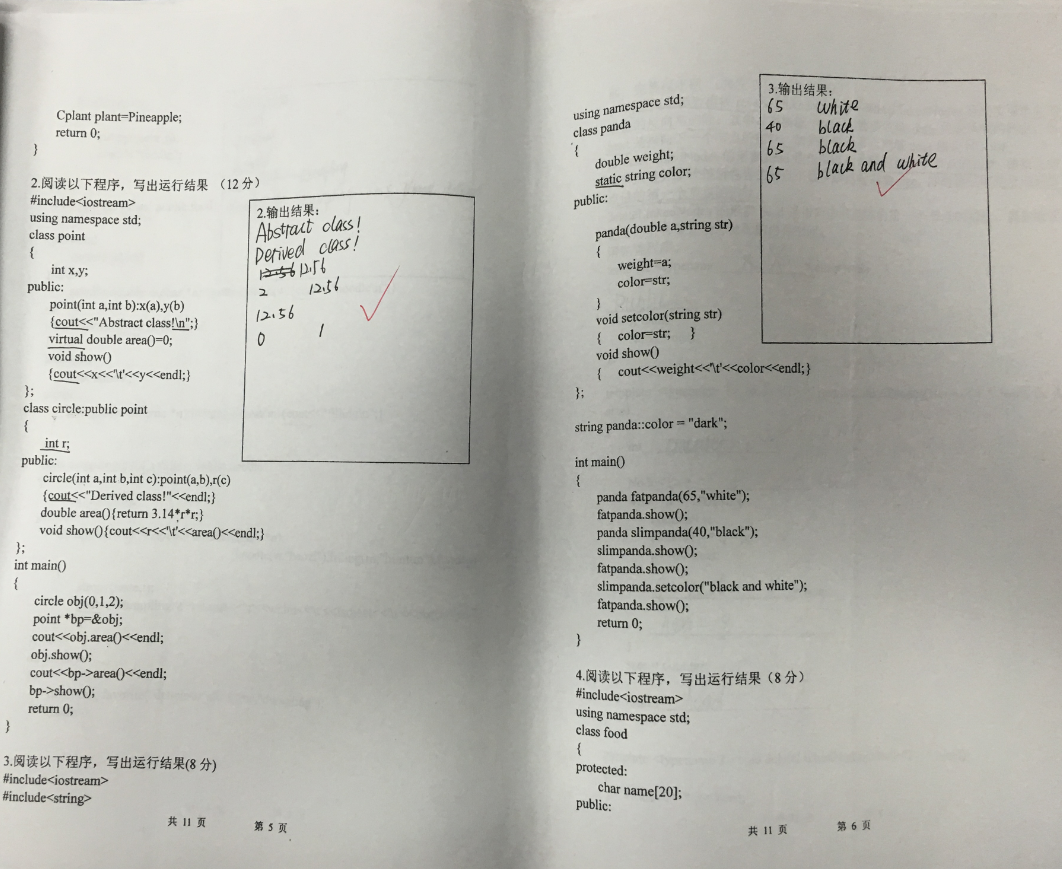 Cplant plant=Pineapple;
return 0;
}
2.阅读以下程序，写出运行结果 （12分）
#include<iostream>
using namespace std;
class point
{
int x,y;
public:
point(int a,int b):x(a),y(b)
{cout<<"Abstract class!\n";}
virtual double area()=0;
void show()
{cout<<x<<'\t'<<y<<endl;}
};
class circle:public point
{
int r;
public:
circle(int a,int b,int c):point(a,b),r(c)
{cout<<"Derived class!"<<endl;}
double area(){return 3.14*r*r;}
void show(){cout<<r<<'\t'<<area()<<endl;}
};
int main()
{
circle obj(0,1,2);
point *bp=&obj;
cout<<obj.area()<<endl;
obj.show();
cout<<bp->area()<<endl;
bp->show();
return 0;
}
2.输出结果：
Abstract class!
Derived class!
12.56 12.56
2 12.56
12.56
0 1
3.阅读以下程序，写出运行结果(8分)
#include<iostream>
#include<string>
共 11 页 第 5 页
using namespace std;
class panda
{
double weight;
static string color;
public:
panda(double a,string str)
{
weight=a;
color=str;
}
void setcolor(string str)
{ color=str; }
void show()
{ cout<<weight<<'\t'<<color<<endl;}
};
string panda::color = "dark";
int main()
{
panda fatpanda(65,"white");
fatpanda.show();
panda slimpanda(40,"black");
slimpanda.show();
fatpanda.show();
slimpanda.setcolor("black and white");
fatpanda.show();
return 0;
}
3.输出结果：
65 white
40 black
65 black
65 black and white
4.阅读以下程序，写出运行结果（8分）
#include<iostream>
using namespace std;
class food
{
protected:
char name[20];
public:
共 11 页 第 6 页